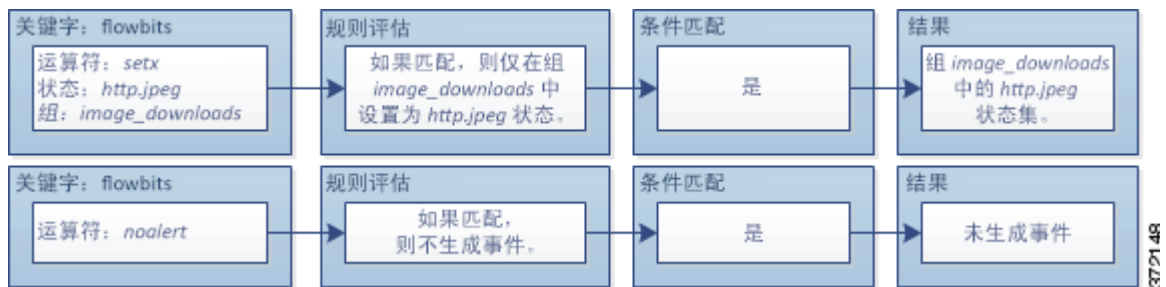 关键字：flowbits
运算符：setx
状态：http.jpeg
组：image_downloads
规则评估
如果匹配，则仅在组
image_downloads 中
设置为 http.jpeg 状态。
条件匹配
是
结果
组 image_downloads
中的 http.jpeg
状态集。
关键字：flowbits
运算符：noalert
规则评估
如果匹配，
则不生成事件。
条件匹配
是
结果
未生成事件
372148